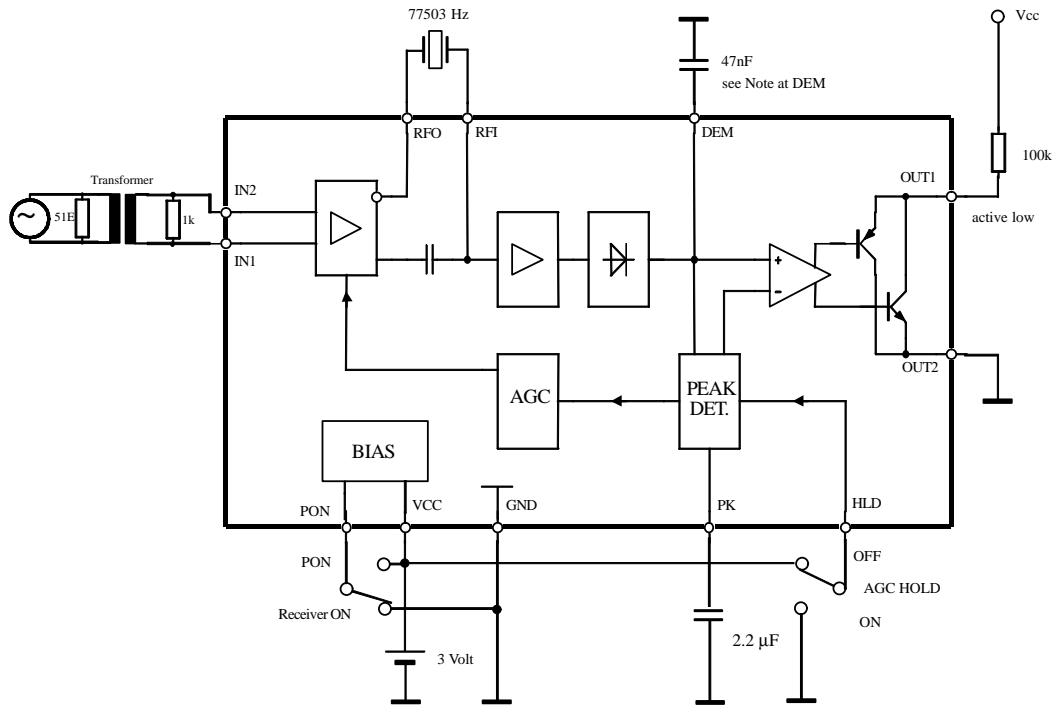 77503 Hz
Vcc
47nF
see Note at DEM
RFO
RFI
DEM
100k
Transformer
IN2
OUT1
51E
1k
active low
~
IN1
+
-
OUT2
AGC
PEAK
DET.
BIAS
PON
VCC
GND
PK
HLD
PON
OFF
AGC HOLD
Receiver ON
ON
2.2 µF
3 Volt